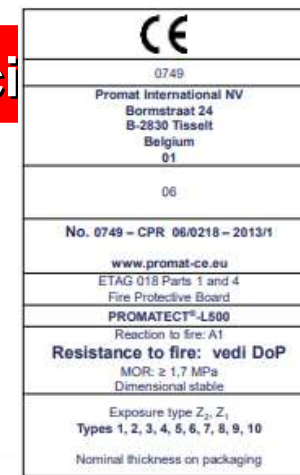 CE
0749
Promat International NV
Bormstraat 24
B-2830 Tisselt
Belgium
01
06
No. 0749 – CPR 06/0218 – 2013/1
www.promat-ce.eu
ETAG 018 Parts 1 and 4
Fire Protective Board
PROMATECT®-L500
Reaction to fire: A1
Resistance to fire: vedi DoP
MOR: ≥ 1,7 MPa
Dimensional stable
Exposure type Z₂, Z₁
Types 1, 2, 3, 4, 5, 6, 7, 8, 9, 10
Nominal thickness on packaging